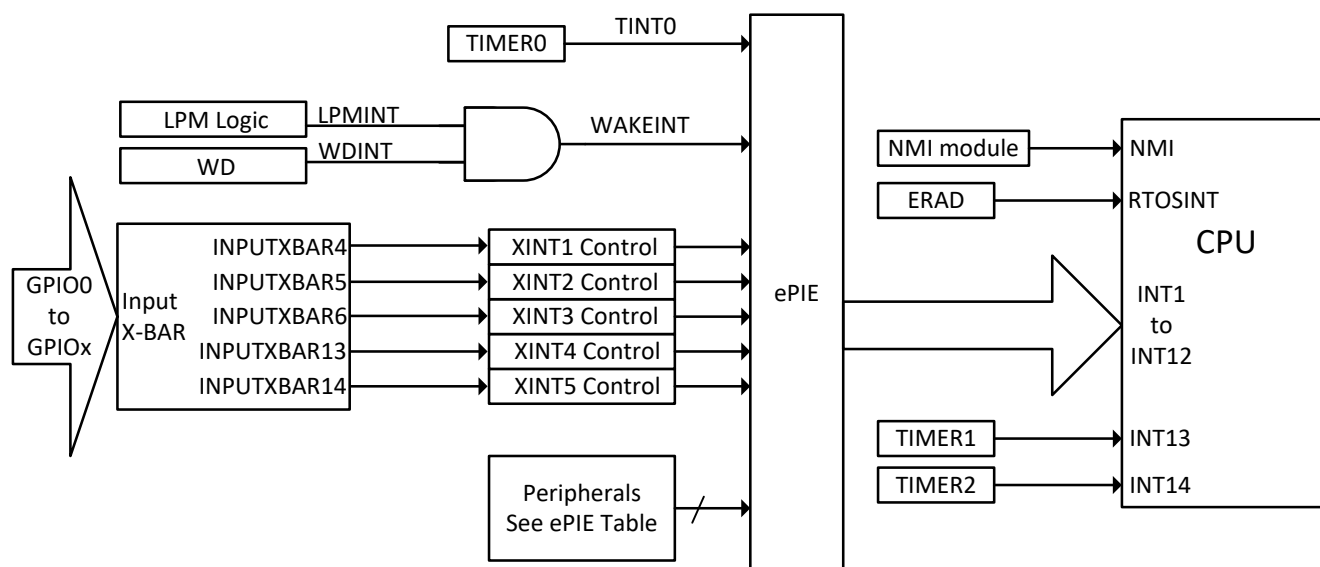 TIMER0
TINT0
LPM Logic
LPMINT
WD
WDINT
WAKEINT
GPIO0
to
GPIOx
Input
X-BAR
INPUTXBAR4
INPUTXBAR5
INPUTXBAR6
INPUTXBAR13
INPUTXBAR14
XINT1 Control
XINT2 Control
XINT3 Control
XINT4 Control
XINT5 Control
Peripherals
See ePIE Table
ePIE
NMI module
NMI
ERAD
RTOSINT
CPU
INT1
to
INT12
TIMER1
INT13
TIMER2
INT14